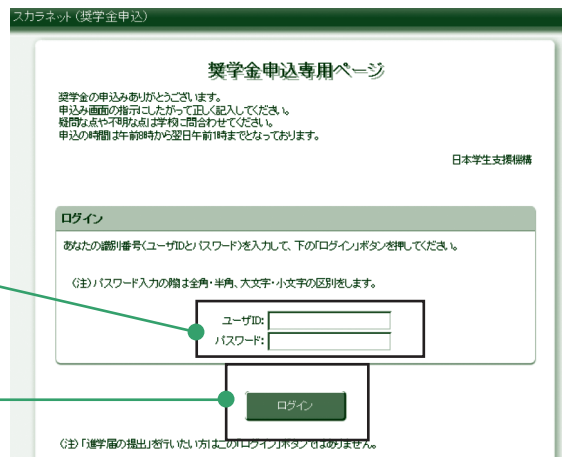 スカラネット（奨学金申込）
奨学金申込専用ページ
奨学金の申込みありがとうございます。
申込み画面の指示にしたがって正しく記入してください。
疑問な点や不明な点は学校に問合わせてください。
申込の時間は午前8時から翌日午前1時までとなっております。
日本学生支援機構
ログイン
あなたの識別番号（ユーザIDとパスワード）を入力して、下の「ログイン」ボタンを押してください。
（注）パスワード入力の際は全角・半角、大文字・小文字の区別をします。
ユーザID:
パスワード:
ログイン
（注）「進学届の提出」を行いたい方はこの「ログイン」ボタンではありません。